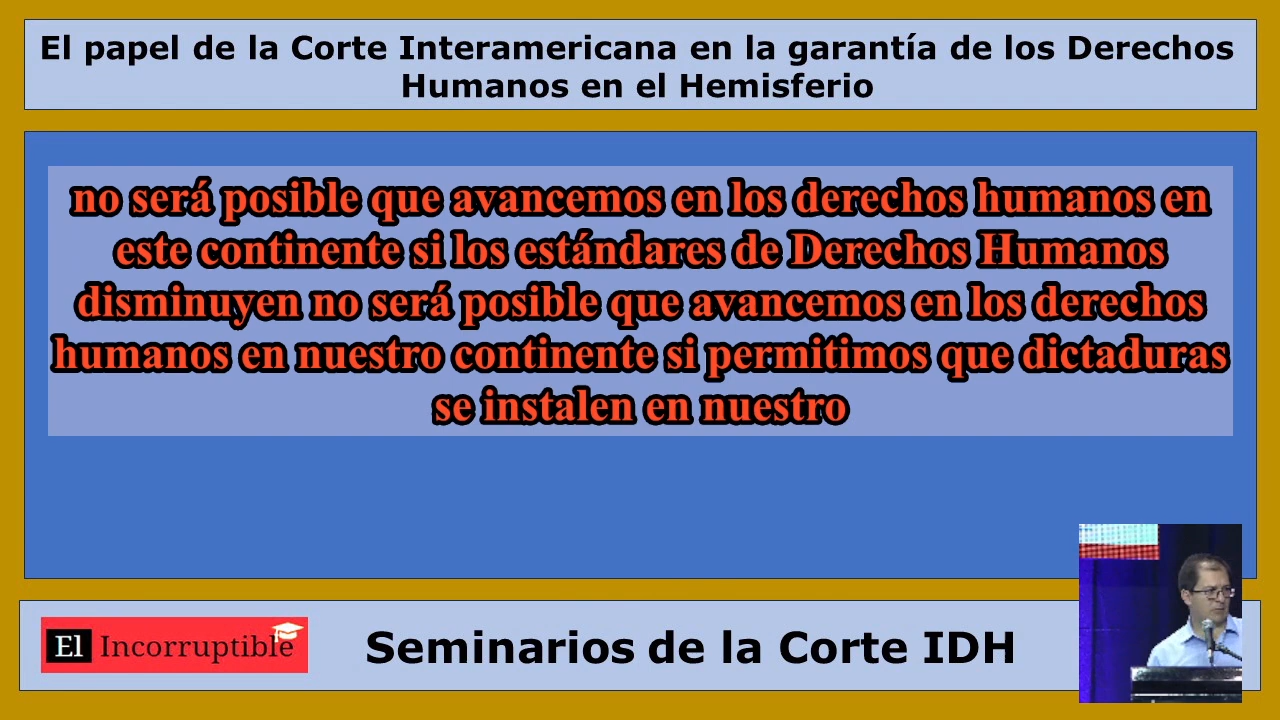 El papel de la Corte Interamericana en la garantía de los Derechos
Humanos en el Hemisferio
no será posible que avancemos en los derechos humanos en
este continente si los estándares de Derechos Humanos
disminuyen no será posible que avancemos en los derechos
humanos en nuestro continente si permitimos que dictaduras
se instalen en nuestro
El Incorruptible
Seminarios de la Corte IDH